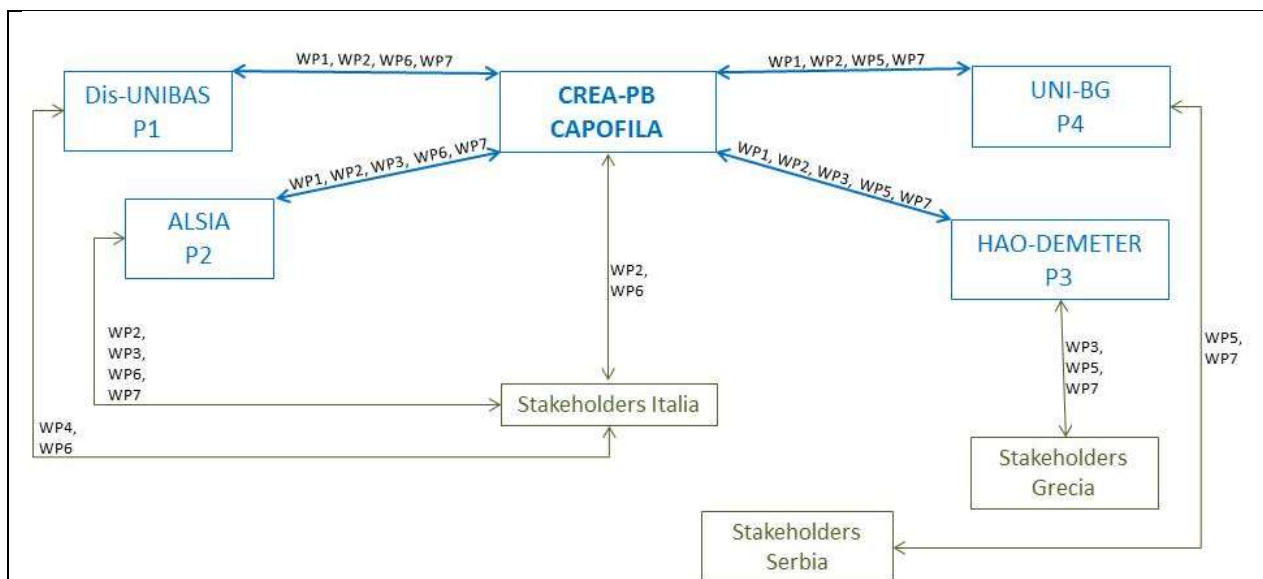 WP1, WP2, WP6, WP7
WP1, WP2, WP5, WP7
Dis-UNIBAS
P1
CREA-PB
CAPOFILA
UNI-BG
P4
WP1, WP2, WP3, WP6, WP7
WP1, WP2, WP3, WP5, WP7
ALSIA
P2
HAO-DEMETER
P3
WP2,
WP6
WP2,
WP3,
WP6,
WP7
WP3,
WP5,
WP7
WP5,
WP7
Stakeholders Italia
WP4,
WP6
Stakeholders
Grecia
Stakeholders
Serbia